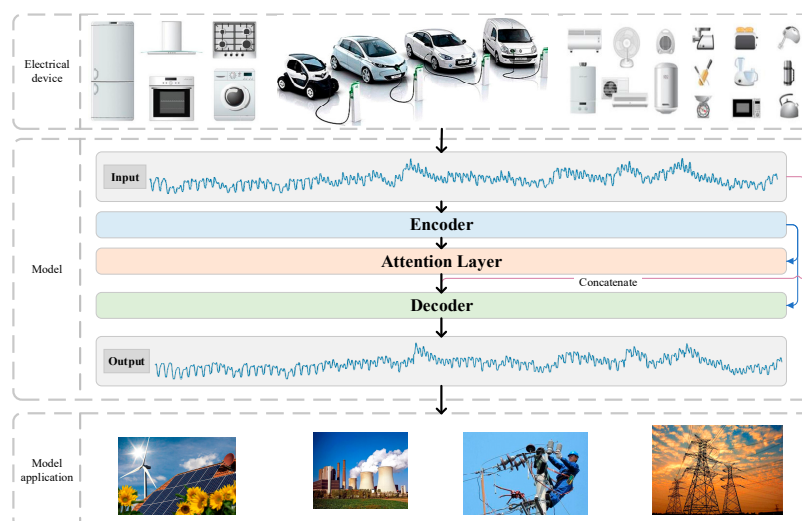 Electrical
device
Input
Encoder
Model
Attention Layer
Concatenate
Decoder
Output
Model
application